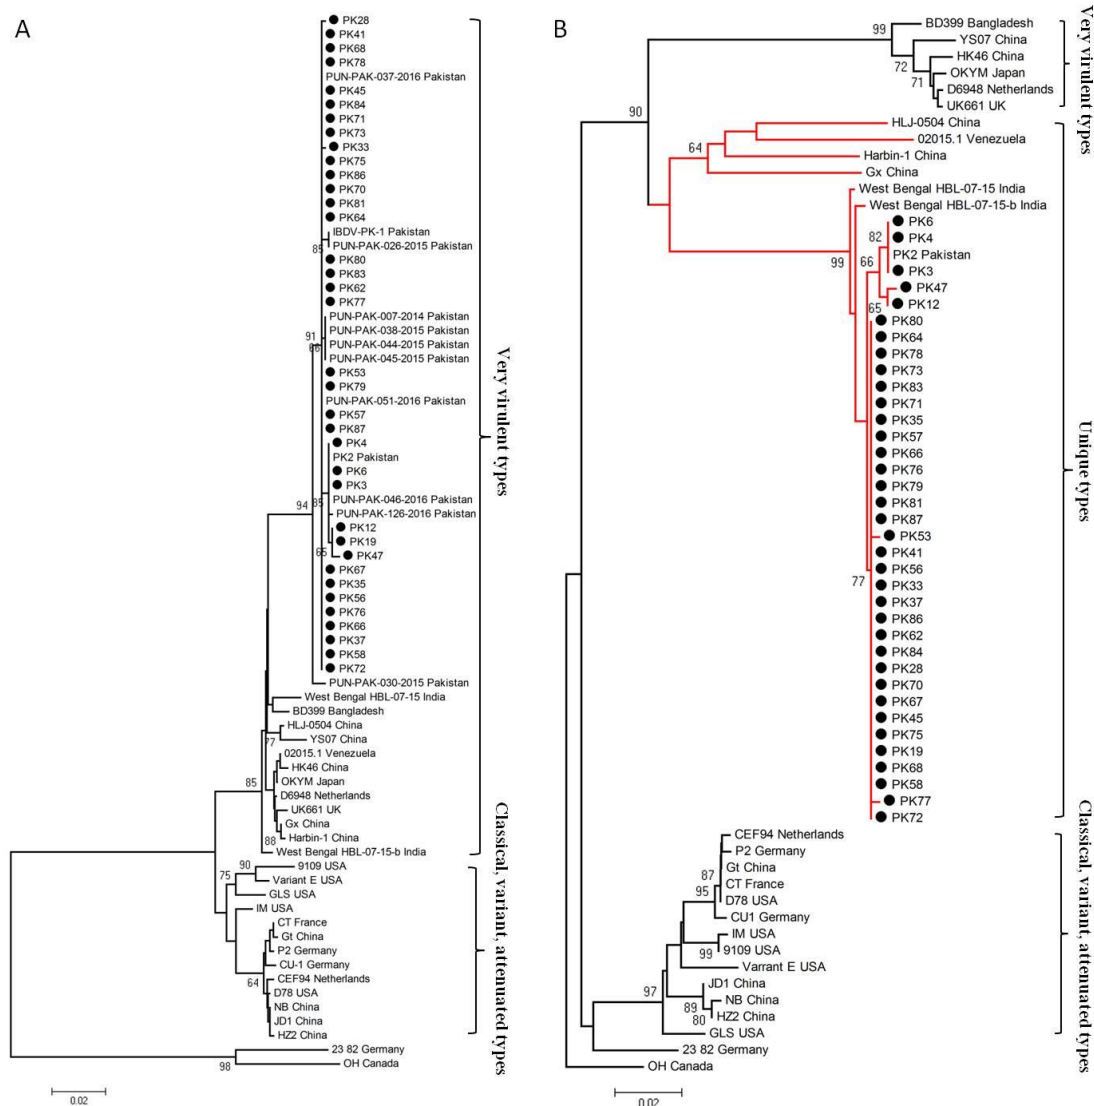 A
PK28
PK41
PK68
PK78
PUN-PAK-037-2016 Pakistan
PK45
PK84
PK71
PK73
PK33
PK75
PK86
PK70
PK81
PK64
IBDV-PK-1 Pakistan
85
PUN-PAK-026-2015 Pakistan
PK80
PK83
PK62
PK77
PUN-PAK-007-2014 Pakistan
PUN-PAK-038-2015 Pakistan
91
PUN-PAK-044-2015 Pakistan
66
PUN-PAK-045-2015 Pakistan
PK53
PK79
PUN-PAK-051-2016 Pakistan
PK57
PK87
PK4
PK2 Pakistan
PK6
PK3
94
85
PUN-PAK-046-2016 Pakistan
PUN-PAK-126-2016 Pakistan
PK12
PK19
65
PK47
PK67
PK35
PK56
PK76
PK66
PK37
PK58
PK72
PUN-PAK-030-2015 Pakistan
West Bengal HBL-07-15 India
BD399 Bangladesh
HLJ-0504 China
77
YS07 China
02015.1 Venezuela
HK46 China
85
OKYM Japan
D6948 Netherlands
UK661 UK
Gx China
88
Harbin-1 China
West Bengal HBL-07-15-b India
90
9109 USA
75
Variant E USA
GLS USA
IM USA
CT France
Gt China
P2 Germany
CU-1 Germany
64
CEF94 Netherlands
D78 USA
NB China
JD1 China
HZ2 China
23 82 Germany
98
OH Canada
0.02
Very virulent types
Classical, variant, attenuated types
B
99
BD399 Bangladesh
YS07 China
72
HK46 China
71
OKYM Japan
D6948 Netherlands
90
UK661 UK
HLJ-0504 China
02015.1 Venezuela
64
Harbin-1 China
Gx China
West Bengal HBL-07-15 India
West Bengal HBL-07-15-b India
PK6
82
PK4
PK2 Pakistan
99
66
PK3
PK47
65
PK12
PK80
PK64
PK78
PK73
PK83
PK71
PK35
PK57
PK66
PK76
PK79
PK81
PK87
PK53
PK41
PK56
77
PK33
PK37
PK86
PK62
PK84
PK28
PK70
PK67
PK45
PK75
PK19
PK68
PK58
PK77
PK72
CEF94 Netherlands
P2 Germany
Gt China
87
CT France
95
D78 USA
CU1 Germany
IM USA
99
9109 USA
Varrant E USA
JD1 China
97
NB China
89
80
HZ2 China
GLS USA
23 82 Germany
OH Canada
0.02
Very virulent types
Unique types
Classical, variant, attenuated types